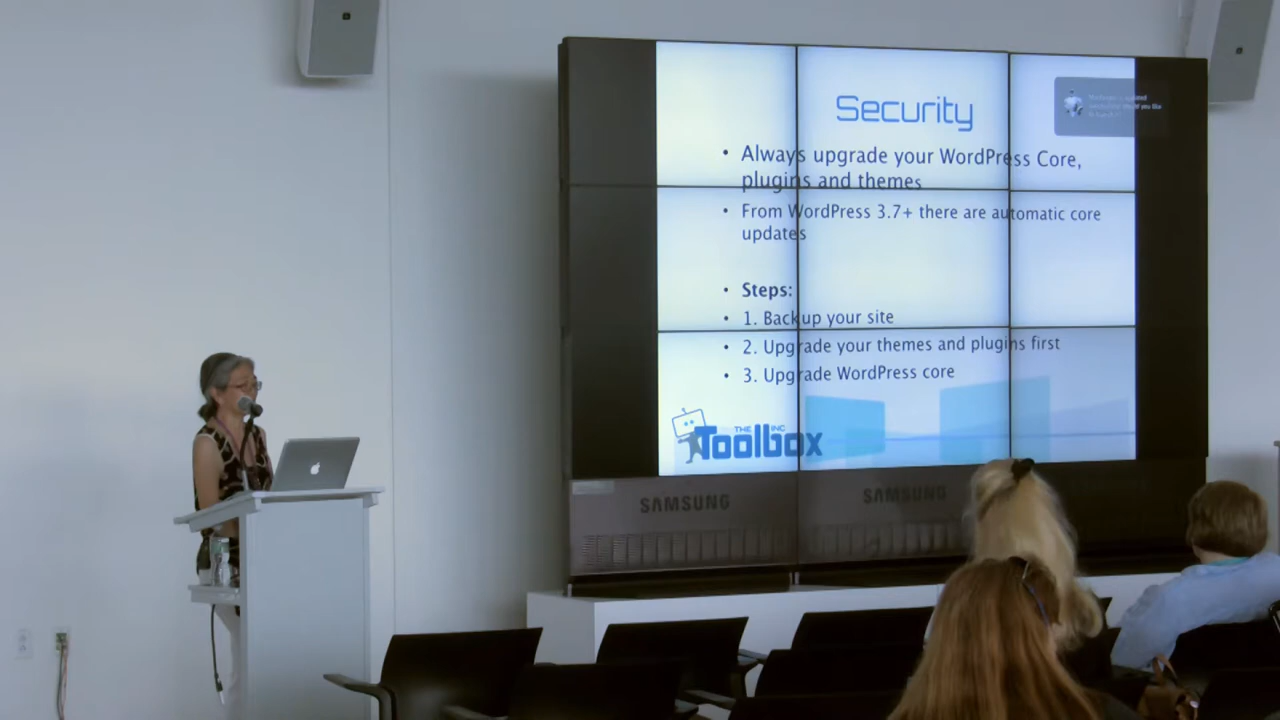 Security
• Always upgrade your WordPress Core,
plugins and themes
• From WordPress 3.7+ there are automatic core
updates
• Steps:
• 1. Backup your site
• 2. Upgrade your themes and plugins first
• 3. Upgrade WordPress core
THE INC
Toolbox
SAMSUNG SAMSUNG